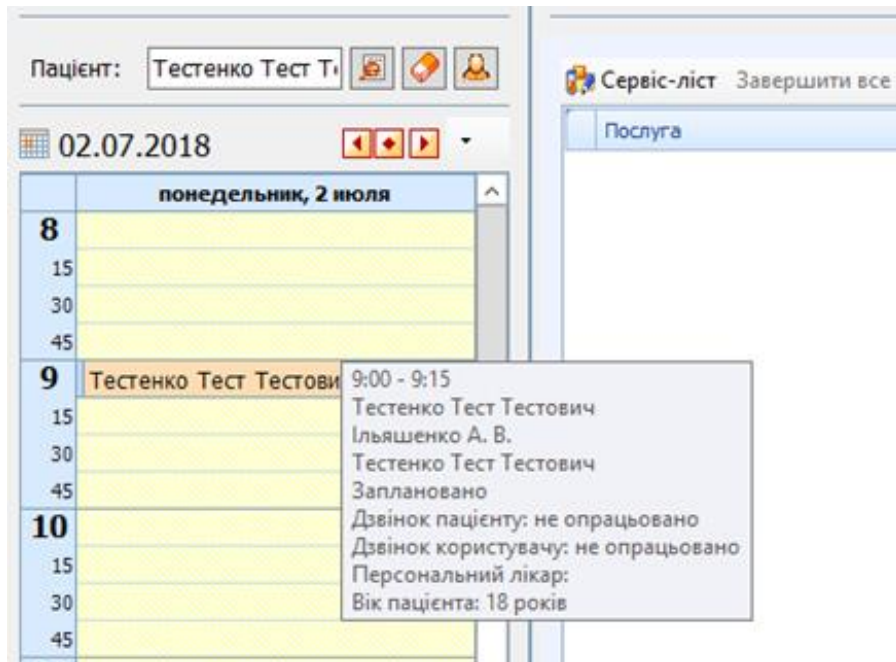 Пацієнт: Тестенко Тест Т
Сервіс-ліст Завершити все
02.07.2018
Послуга
понедельник, 2 июля
8
15
30
45
9 Тестенко Тест Тестови
15
30
45
10
15
30
45
9:00 - 9:15
Тестенко Тест Тестович
Ільяшенко А. В.
Тестенко Тест Тестович
Заплановано
Дзвінок пацієнту: не опрацьовано
Дзвінок користувачу: не опрацьовано
Персональний лікар:
Вік пацієнта: 18 років